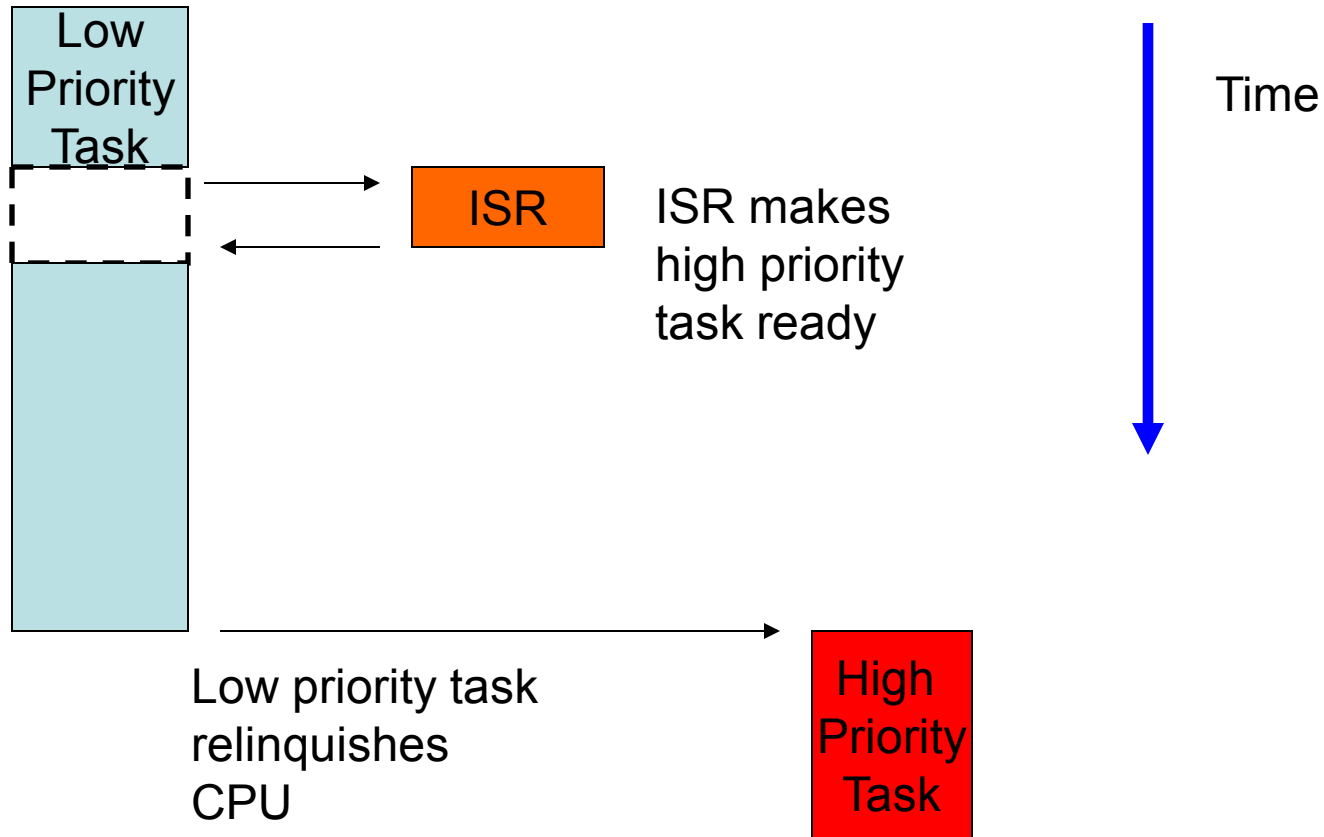 Low
Priority
Task
Time
ISR
ISR makes
high priority
task ready
Low priority task
relinquishes
CPU
High
Priority
Task